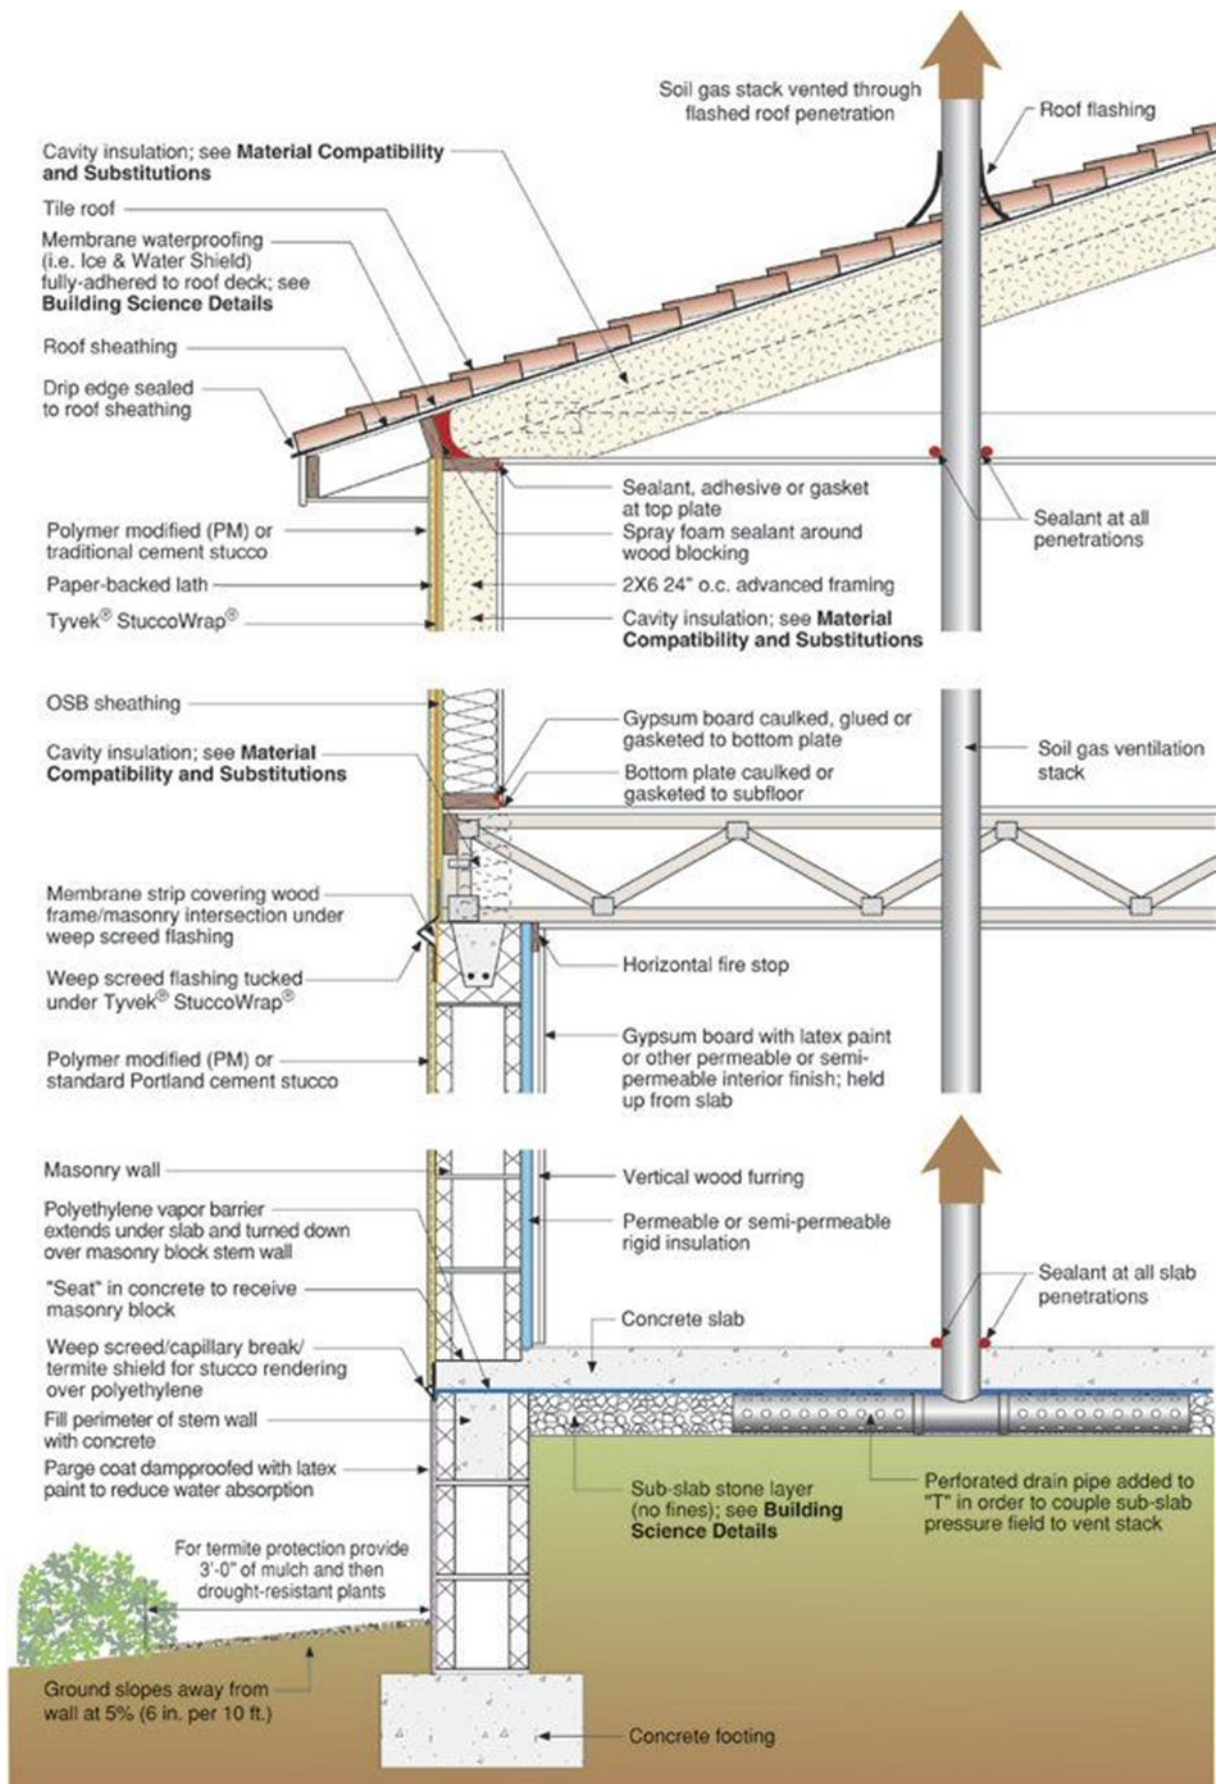 Soil gas stack vented through
flashed roof penetration
Roof flashing
Cavity insulation; see Material Compatibility
and Substitutions
Tile roof
Membrane waterproofing
(i.e. Ice & Water Shield)
fully-adhered to roof deck; see
Building Science Details
Roof sheathing
Drip edge sealed
to roof sheathing
Sealant, adhesive or gasket
at top plate
Spray foam sealant around
wood blocking
Sealant at all
penetrations
Polymer modified (PM) or
traditional cement stucco
Paper-backed lath
2X6 24" o.c. advanced framing
Tyvek® StuccoWrap®
Cavity insulation; see Material
Compatibility and Substitutions
OSB sheathing
Cavity insulation; see Material
Compatibility and Substitutions
Gypsum board caulked, glued or
gasketed to bottom plate
Bottom plate caulked or
gasketed to subfloor
Soil gas ventilation
stack
Membrane strip covering wood
frame/masonry intersection under
weep screed flashing
Weep screed flashing tucked
under Tyvek® StuccoWrap®
Horizontal fire stop
Polymer modified (PM) or
standard Portland cement stucco
Gypsum board with latex paint
or other permeable or semi-
permeable interior finish; held
up from slab
Masonry wall
Vertical wood furring
Polyethylene vapor barrier
extends under slab and turned down
over masonry block stem wall
Permeable or semi-permeable
rigid insulation
"Seat" in concrete to receive
masonry block
Sealant at all slab
penetrations
Concrete slab
Weep screed/capillary break/
termite shield for stucco rendering
over polyethylene
Fill perimeter of stem wall
with concrete
Parge coat dampproofed with latex
paint to reduce water absorption
Sub-slab stone layer
(no fines); see Building
Science Details
Perforated drain pipe added to
"T" in order to couple sub-slab
pressure field to vent stack
For termite protection provide
3'-0" of mulch and then
drought-resistant plants
Ground slopes away from
wall at 5% (6 in. per 10 ft.)
Concrete footing